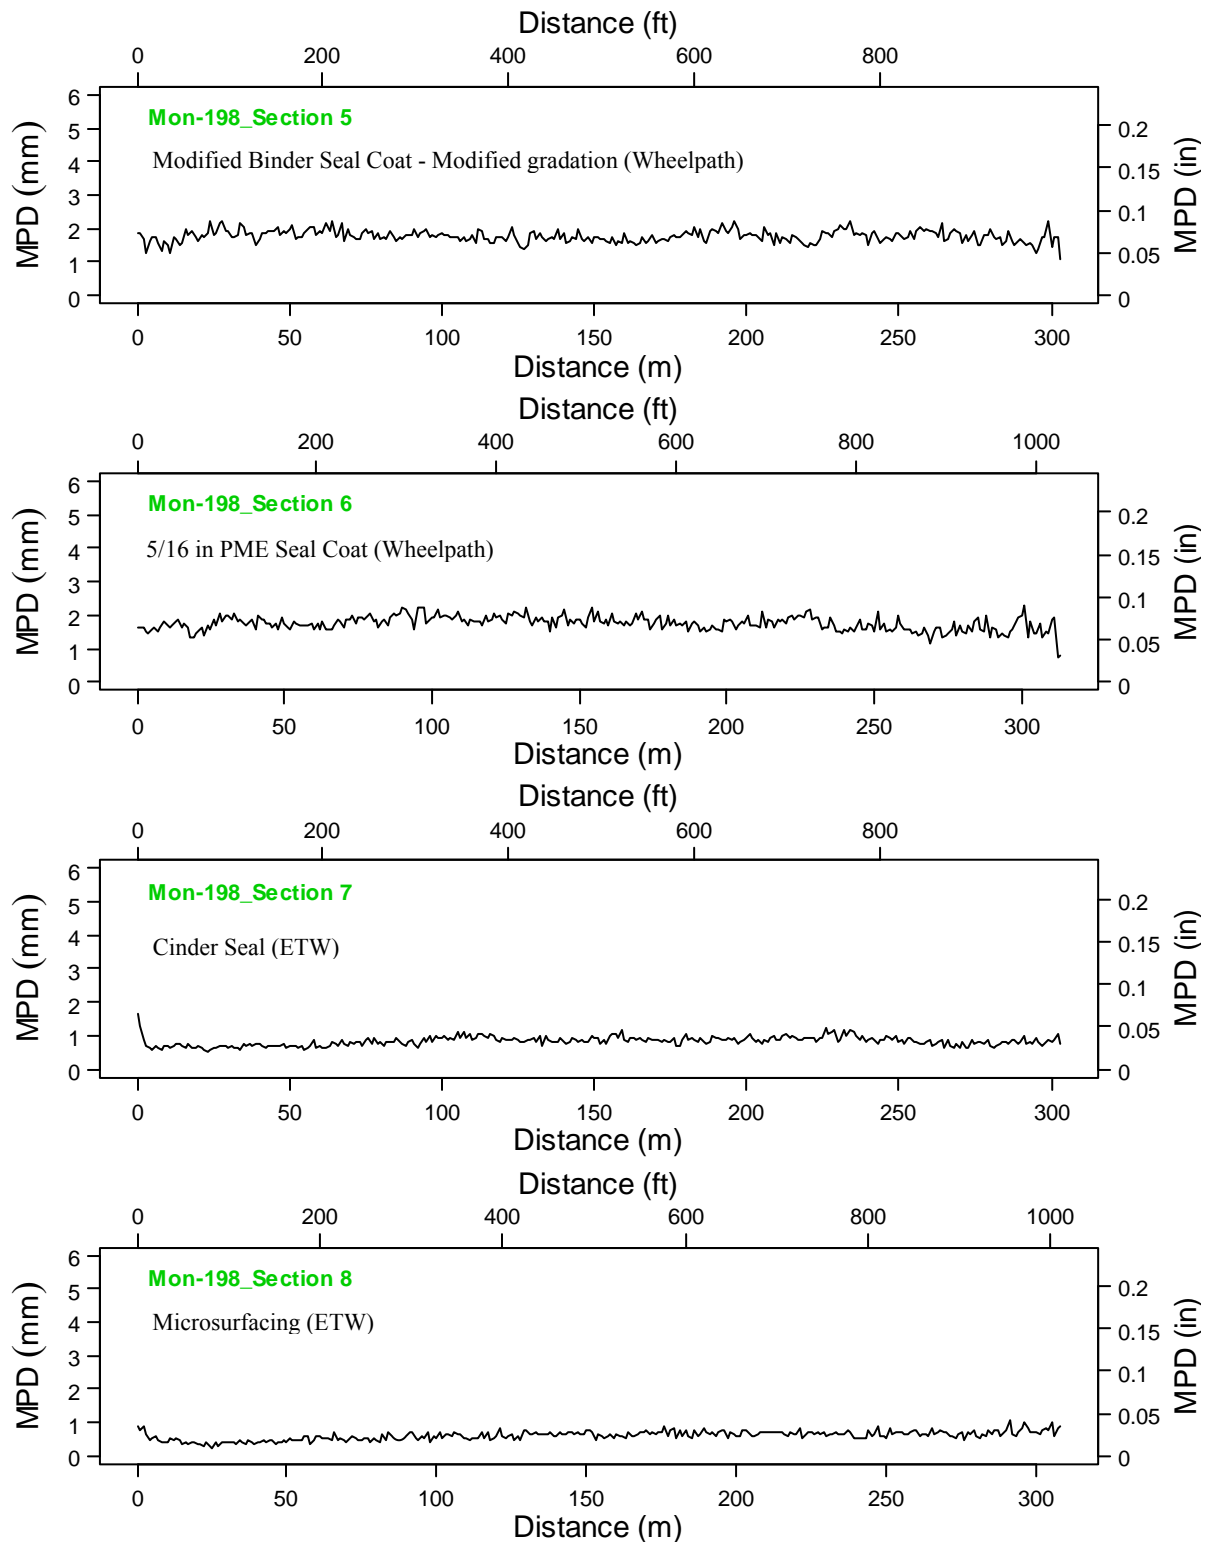 Distance (ft)
0 200 400 600 800
Mon-198_Section 5
Modified Binder Seal Coat - Modified gradation (Wheelpath)
MPD (mm)
6
5
4
3
2
1
0
MPD (in)
0.2
0.15
0.1
0.05
0
0 50 100 150 200 250 300
Distance (m)
Distance (ft)
0 200 400 600 800 1000
Mon-198_Section 6
5/16 in PME Seal Coat (Wheelpath)
MPD (mm)
6
5
4
3
2
1
0
MPD (in)
0.2
0.15
0.1
0.05
0
0 50 100 150 200 250 300
Distance (m)
Distance (ft)
0 200 400 600 800
Mon-198_Section 7
Cinder Seal (ETW)
MPD (mm)
6
5
4
3
2
1
0
MPD (in)
0.2
0.15
0.1
0.05
0
0 50 100 150 200 250 300
Distance (m)
Distance (ft)
0 200 400 600 800 1000
Mon-198_Section 8
Microsurfacing (ETW)
MPD (mm)
6
5
4
3
2
1
0
MPD (in)
0.2
0.15
0.1
0.05
0
0 50 100 150 200 250 300
Distance (m)